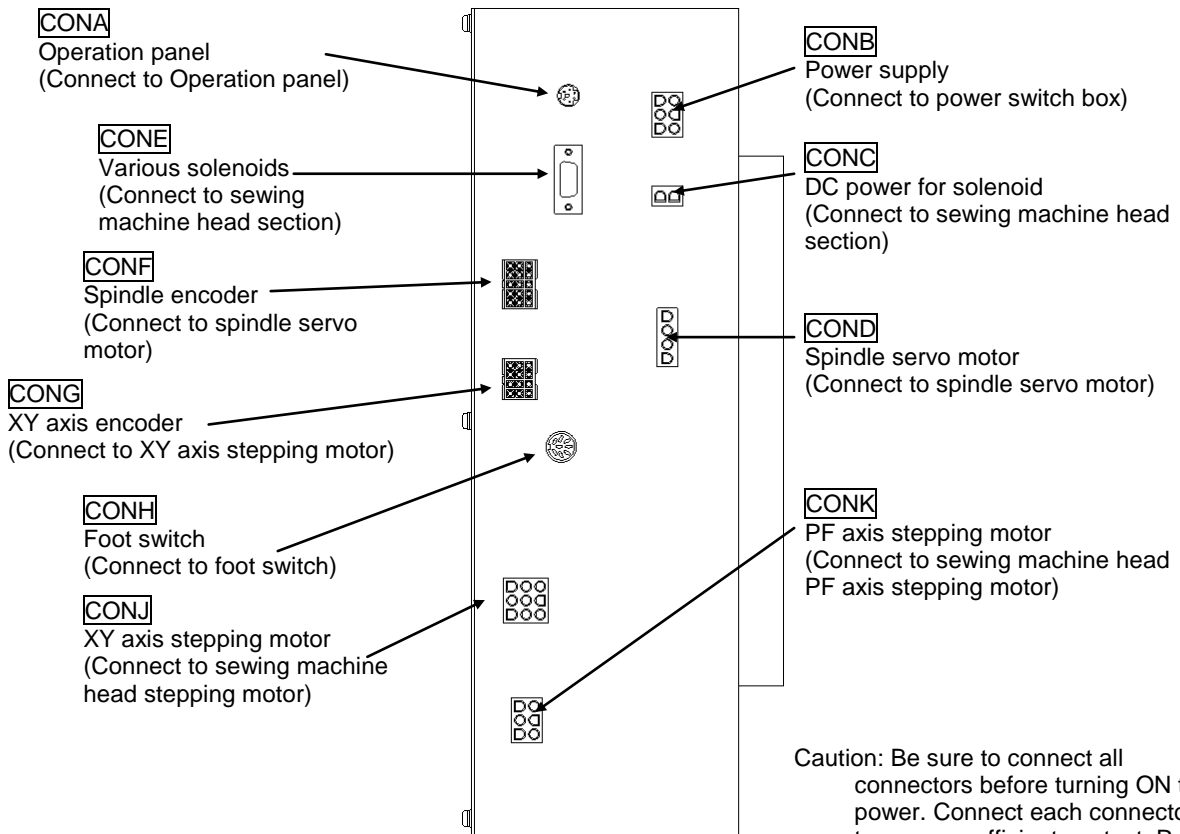 CONA
Operation panel
(Connect to Operation panel)
CONE
Various solenoids
(Connect to sewing
machine head section)
CONF
Spindle encoder
(Connect to spindle servo
motor)
CONG
XY axis encoder
(Connect to XY axis stepping motor)
CONH
Foot switch
(Connect to foot switch)
CONJ
XY axis stepping motor
(Connect to sewing machine
head stepping motor)
CONB
Power supply
(Connect to power switch box)
CONC
DC power for solenoid
(Connect to sewing machine head
section)
COND
Spindle servo motor
(Connect to spindle servo motor)
CONK
PF axis stepping motor
(Connect to sewing machine head
PF axis stepping motor)
Caution: Be sure to connect all
connectors before turning ON
power. Connect each